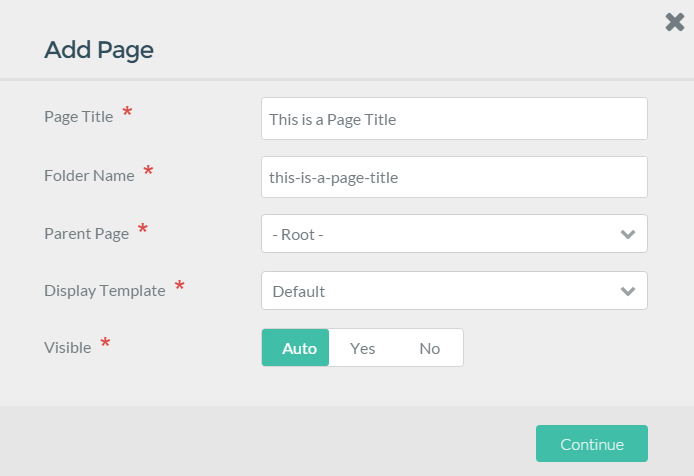 Add Page
Page Title * This is a Page Title
Folder Name * this-is-a-page-title
Parent Page * - Root -
Display Template * Default
Visible * Auto Yes No
Continue